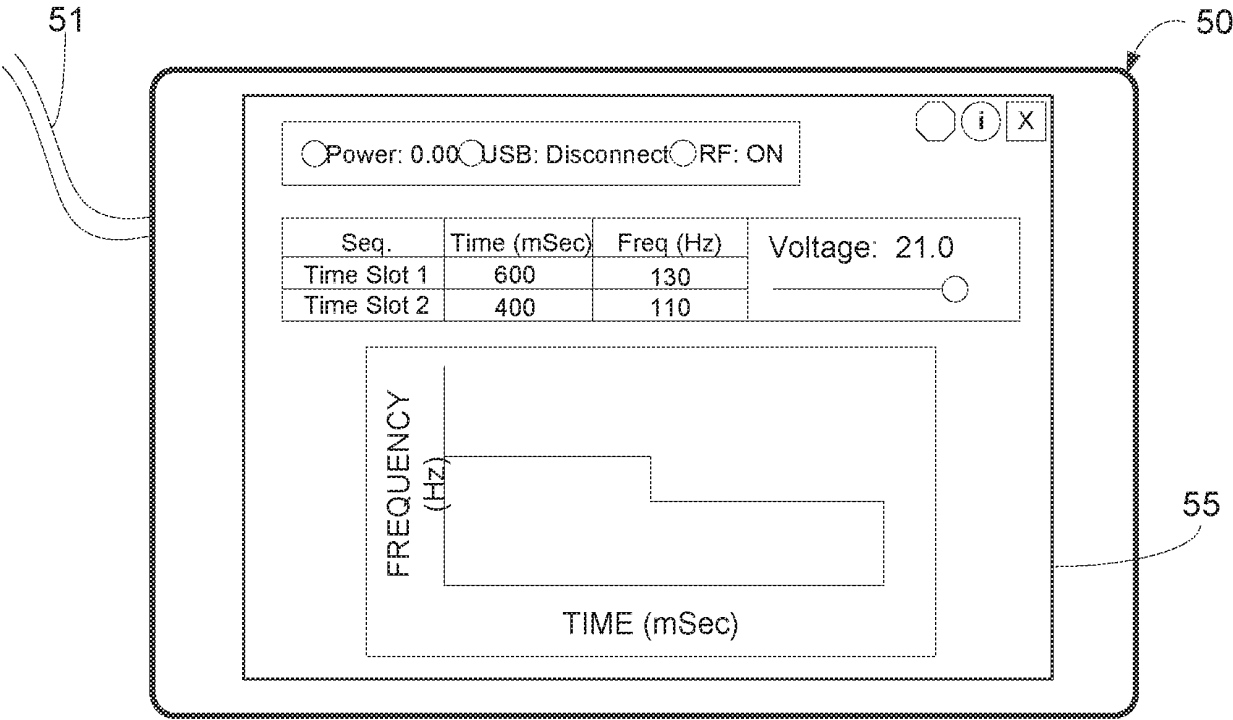 51
50
i X
Power: 0.00 USB: Disconnect RF: ON
Seq. Time (mSec) Freq (Hz) Voltage: 21.0
Time Slot 1 600 130
Time Slot 2 400 110
FREQUENCY
(Hz)
55
TIME (mSec)